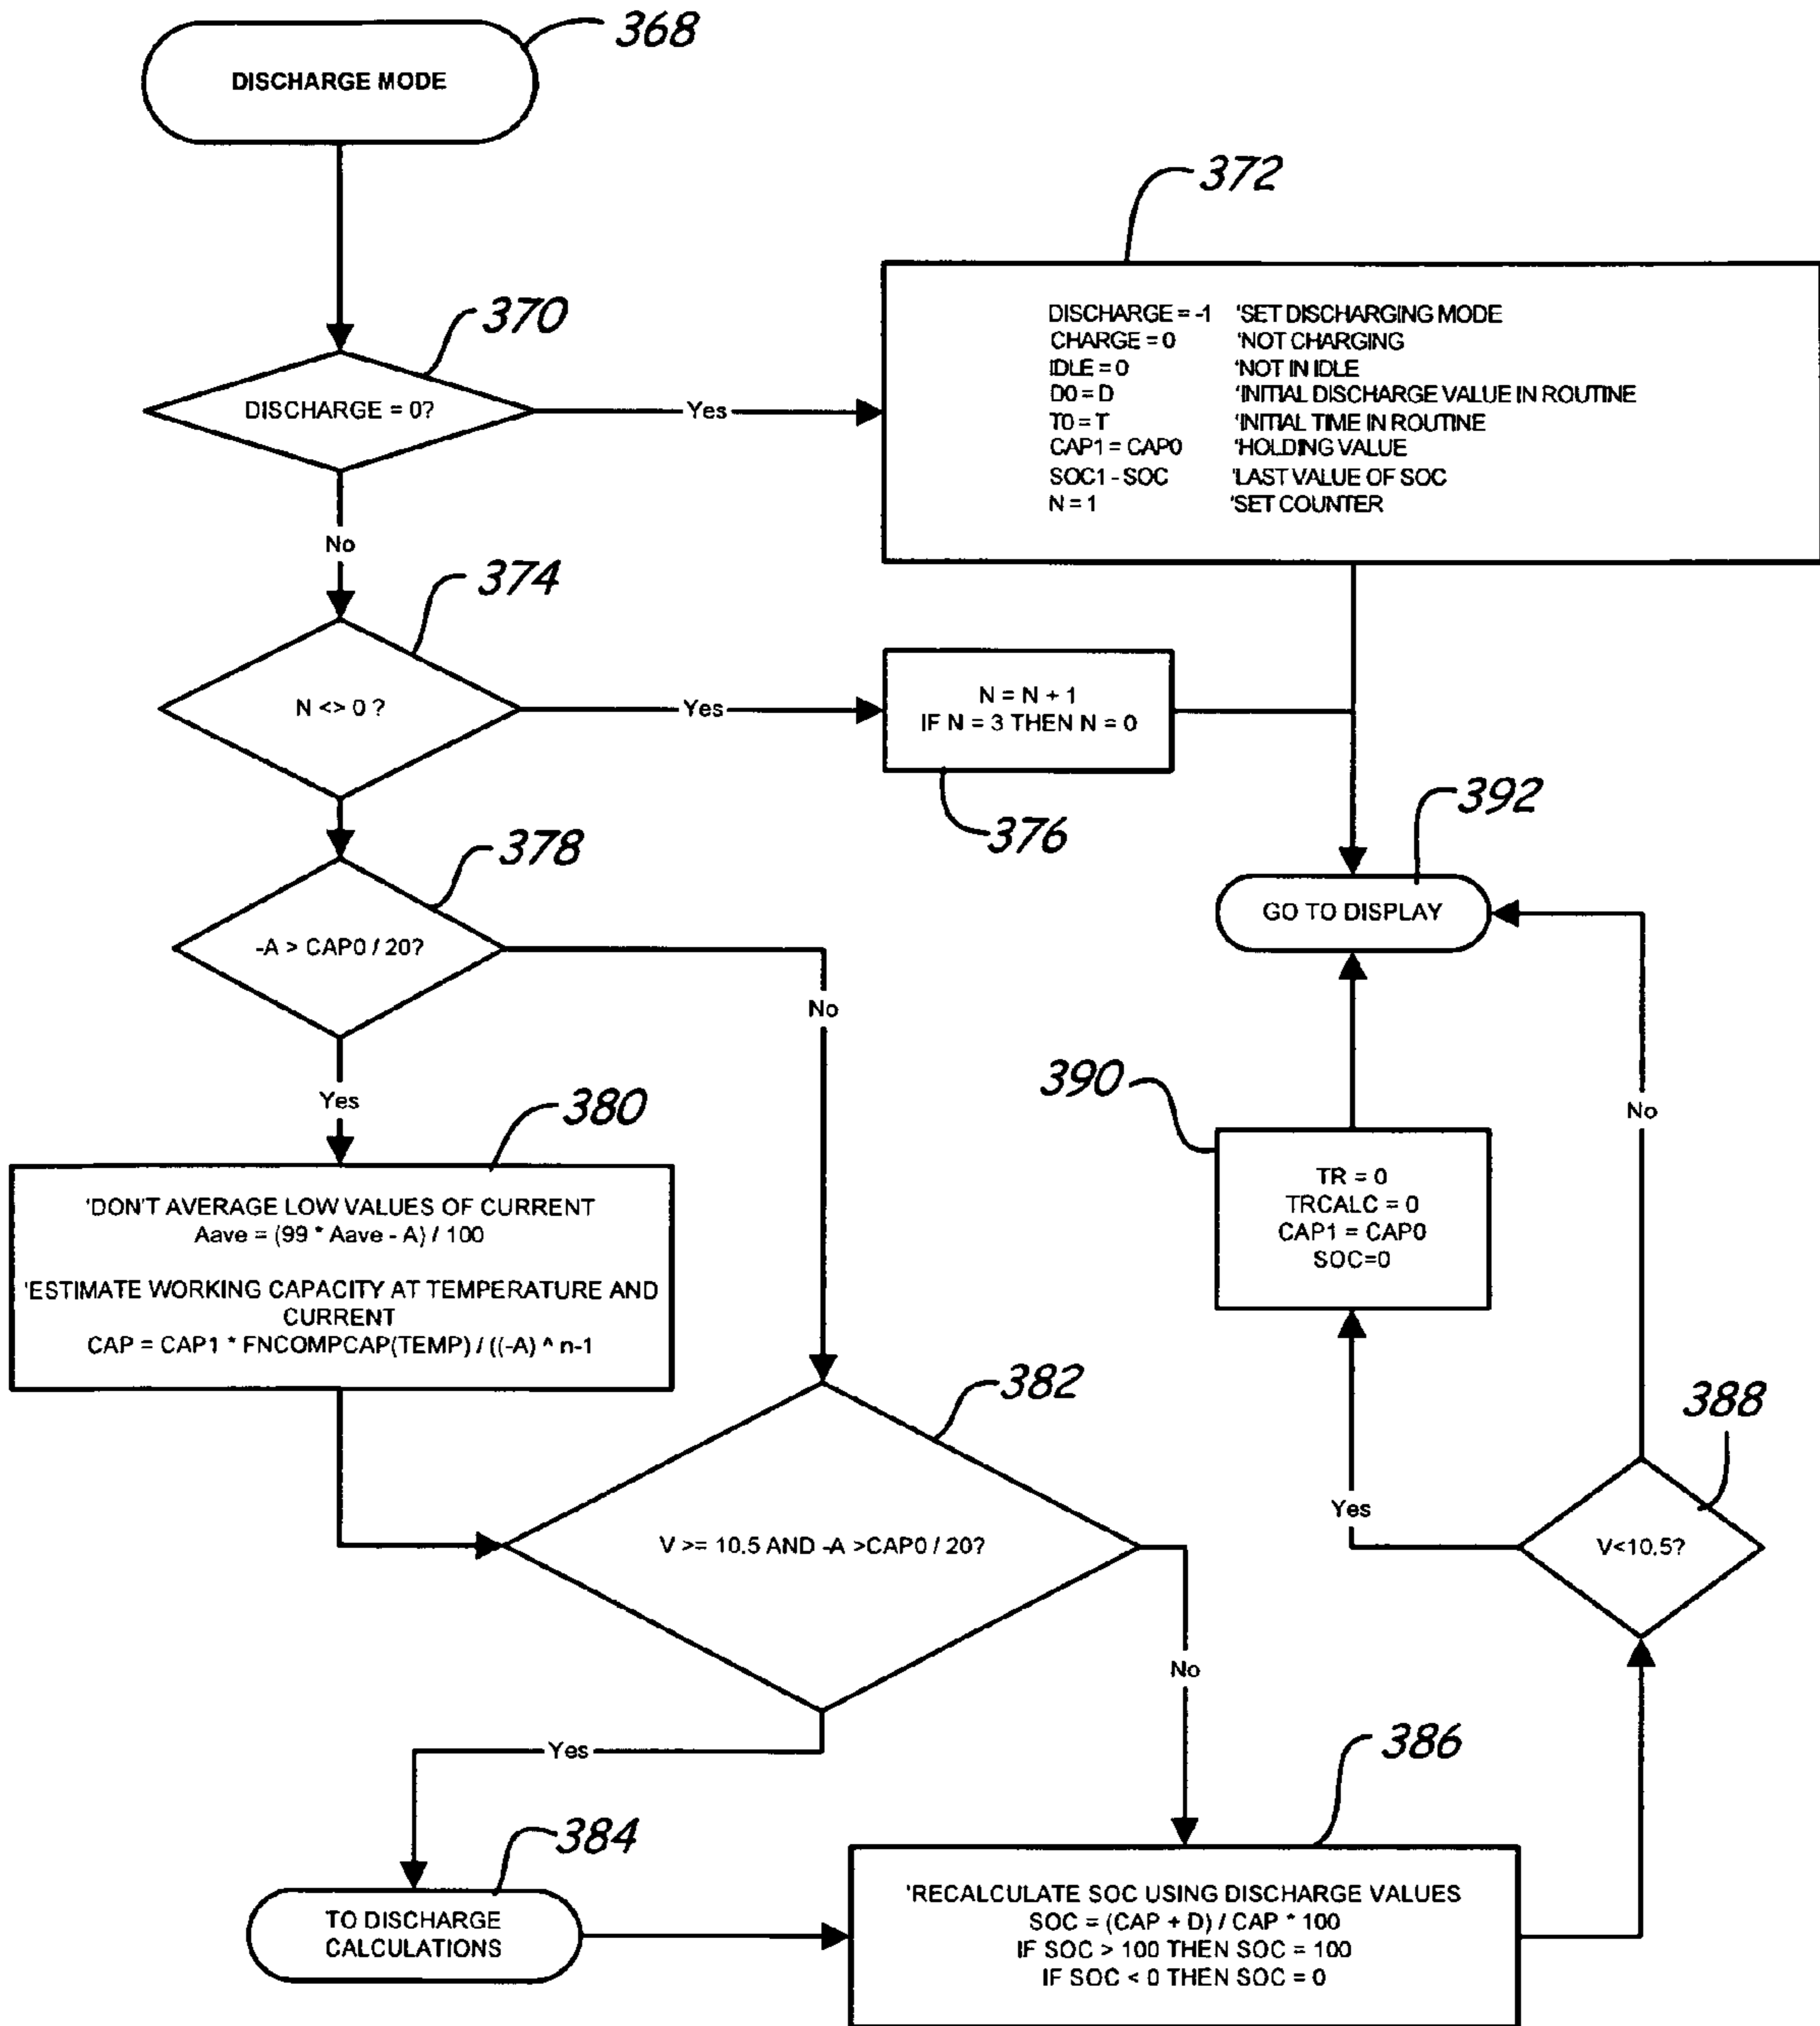 368
DISCHARGE MODE
372
370
DISCHARGE = 0?
Yes
DISCHARGE = -1 'SET DISCHARGING MODE
CHARGE = 0 'NOT CHARGING
IDLE = 0 'NOT IN IDLE
D0 = D 'INITIAL DISCHARGE VALUE IN ROUTINE
T0 = T 'INITIAL TIME IN ROUTINE
CAP1 = CAP0 'HOLDING VALUE
SOC1 - SOC 'LAST VALUE OF SOC
N = 1 'SET COUNTER
No
374
N <> 0 ?
Yes
N = N + 1
IF N = 3 THEN N = 0
376
392
GO TO DISPLAY
378
-A > CAP0 / 20?
No
Yes
380
'DON'T AVERAGE LOW VALUES OF CURRENT
Aave = (99 * Aave - A) / 100
'ESTIMATE WORKING CAPACITY AT TEMPERATURE AND
CURRENT
CAP = CAP1 * FNCOMPCAP(TEMP) / ((-A) ^ n-1
390
TR = 0
TRCALC = 0
CAP1 = CAP0
SOC=0
No
382
V >= 10.5 AND -A >CAP0 / 20?
388
V<10.5?
Yes
No
Yes
384
TO DISCHARGE
CALCULATIONS
386
'RECALCULATE SOC USING DISCHARGE VALUES
SOC = (CAP + D) / CAP * 100
IF SOC > 100 THEN SOC = 100
IF SOC < 0 THEN SOC = 0